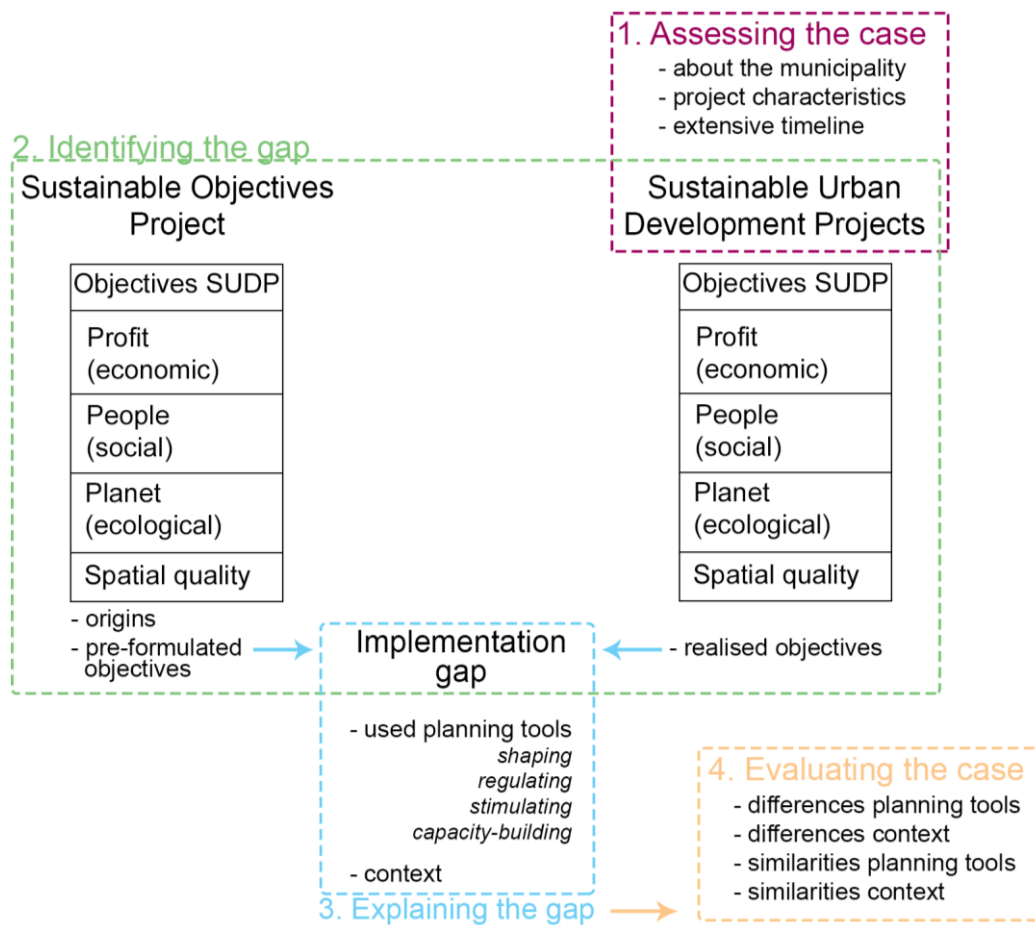 1. Assessing the case
- about the municipality
- project characteristics
- extensive timeline
2. Identifying the gap
Sustainable Objectives
Project
Objectives SUDP
Profit
(economic)
People
(social)
Planet
(ecological)
Spatial quality
- origins
- pre-formulated
objectives
Sustainable Urban
Development Projects
Objectives SUDP
Profit
(economic)
People
(social)
Planet
(ecological)
Spatial quality
- realised objectives
Implementation
gap
- used planning tools
shaping
regulating
stimulating
capacity-building
- context
3. Explaining the gap
4. Evaluating the case
- differences planning tools
- differences context
- similarities planning tools
- similarities context